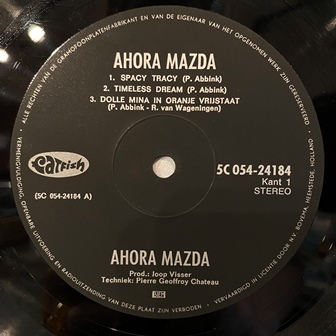 ALLE RECHTEN VAN DE GRAMOFOONPLATENFABRIKANT EN VAN DE EIGENAAR VAN HET OPGENOMEN WERK ZIJN GERESERVEERD
AHORA MAZDA
1. SPACY TRACY (P. Abbink)
2. TIMELESS DREAM (P. Abbink)
3. DOLLE MINA IN ORANJE VRIJSTAAT
(P. Abbink - R. van Wageningen)
Catfish
(5C 054-24184 A)
5C 054-24184
Kant 1
STEREO
AHORA MAZDA
Prod.: Joop Visser
Techniek: Pierre Geoffroy Chateau
VERMENIGVULDIGING, OPENBARE UITVOERING EN RADIOUITZENDING VAN DEZE PLAAT ZIJN VERBODEN • VERVAARDIGD IN LICENTIE DOOR N.V. BOVEMA, HEEMSTEDE, HOLLAND